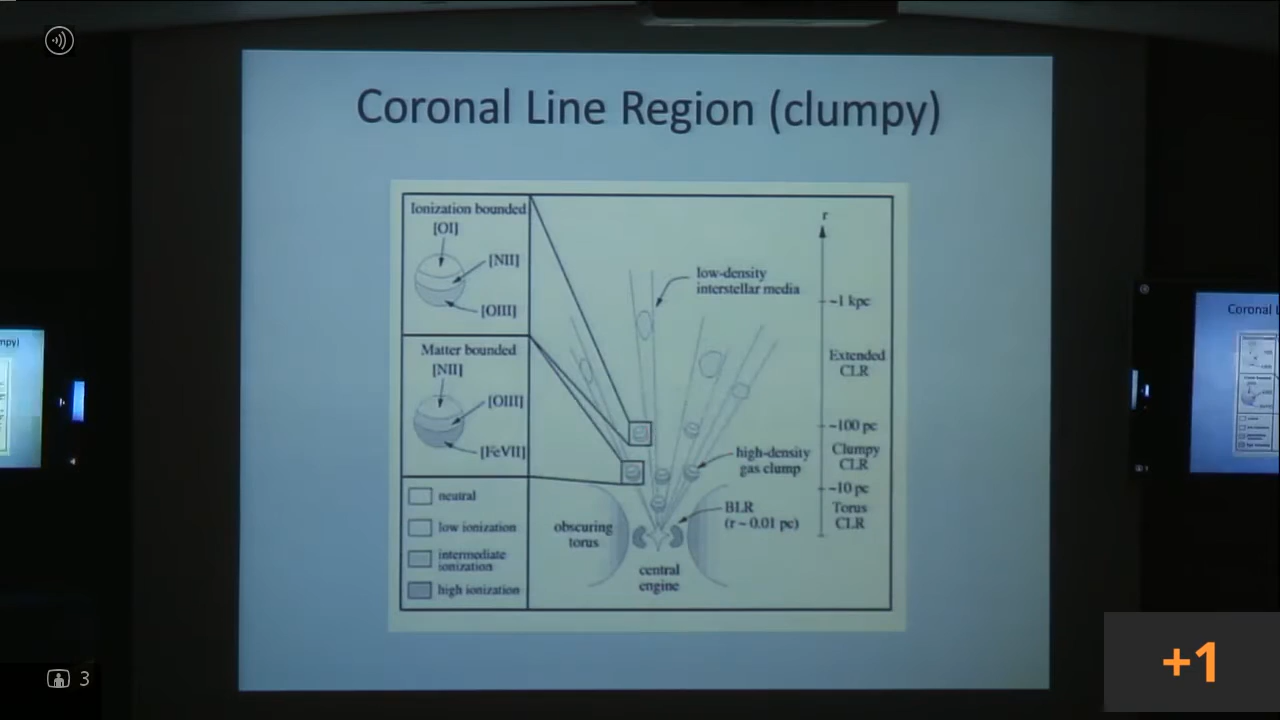 Coronal Line Region (clumpy)
Ionization bounded
[OI]
[NII]
[OIII]
Matter bounded
[NII]
[OIII]
[FeVII]
neutral
low ionization
intermediate
ionization
high ionization
low-density
interstellar media
high-density
gas clump
BLR
(r ~ 0.01 pc)
obscuring
torus
central
engine
r
~1 kpc
Extended
CLR
~100 pc
Clumpy
CLR
~10 pc
Torus
CLR
mpy)
Coronal L
3
+1